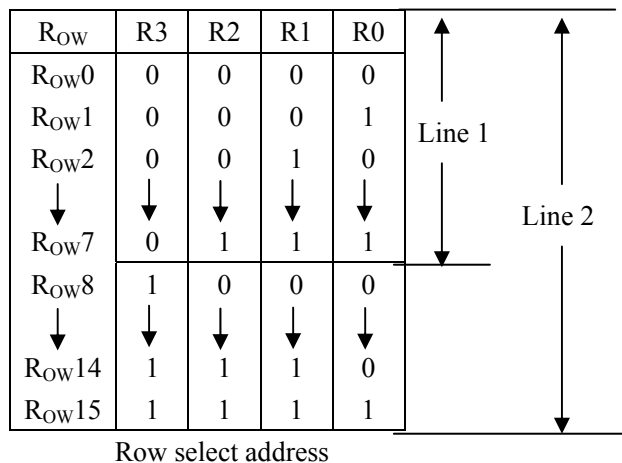 ROW R3 R2 R1 R0
ROW0 0 0 0 0
ROW1 0 0 0 1
Line 1
ROW2 0 0 1 0
Line 2
ROW7 0 1 1 1
ROW8 1 0 0 0
ROW14 1 1 1 0
ROW15 1 1 1 1
Row select address